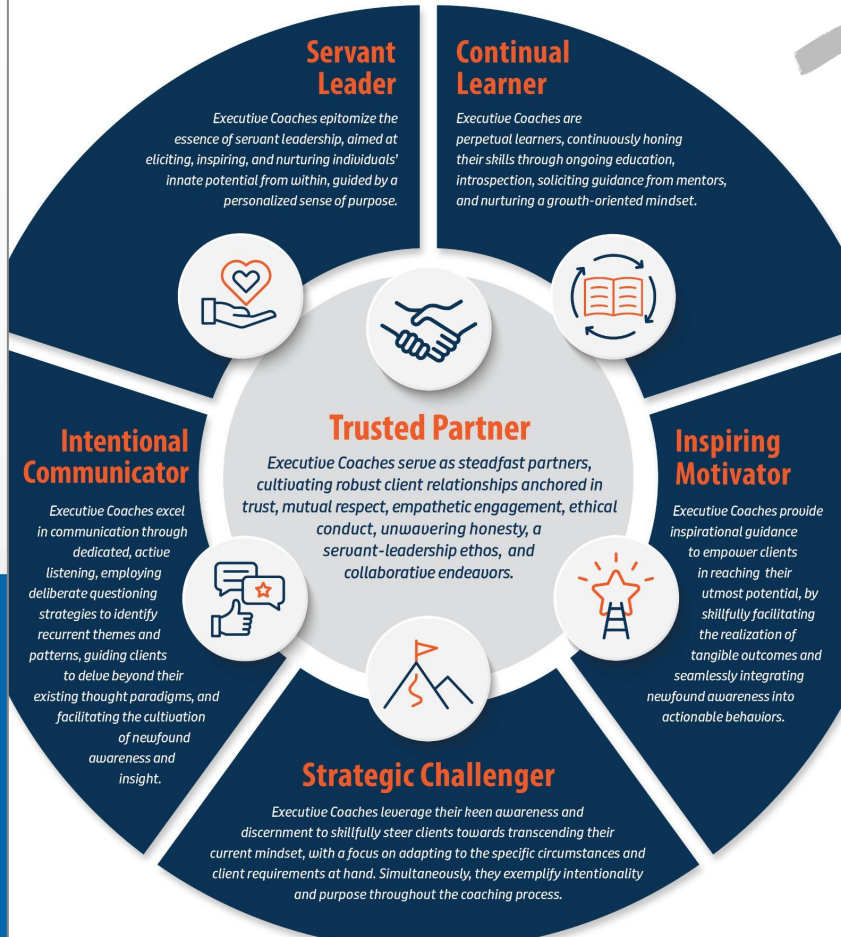 Servant
Leader
Executive Coaches epitomize the
essence of servant leadership, aimed at
eliciting, inspiring, and nurturing individuals'
innate potential from within, guided by a
personalized sense of purpose.
Continual
Learner
Executive Coaches are
perpetual learners, continuously honing
their skills through ongoing education,
introspection, soliciting guidance from mentors,
and nurturing a growth-oriented mindset.
Trusted Partner
Executive Coaches serve as steadfast partners,
cultivating robust client relationships anchored in
trust, mutual respect, empathetic engagement, ethical
conduct, unwavering honesty, a
servant-leadership ethos, and
collaborative endeavors.
Intentional
Communicator
Executive Coaches excel
in communication through
dedicated, active
listening, employing
deliberate questioning
strategies to identify
recurrent themes and
patterns, guiding clients
to delve beyond their
existing thought paradigms, and
facilitating the cultivation
of newfound
awareness and
insight.
Inspiring
Motivator
Executive Coaches provide
inspirational guidance
to empower clients
in reaching their
utmost potential, by
skillfully facilitating
the realization of
tangible outcomes and
seamlessly integrating
newfound awareness into
actionable behaviors.
Strategic Challenger
Executive Coaches leverage their keen awareness and
discernment to skillfully steer clients towards transcending their
current mindset, with a focus on adapting to the specific circumstances and
client requirements at hand. Simultaneously, they exemplify intentionality
and purpose throughout the coaching process.